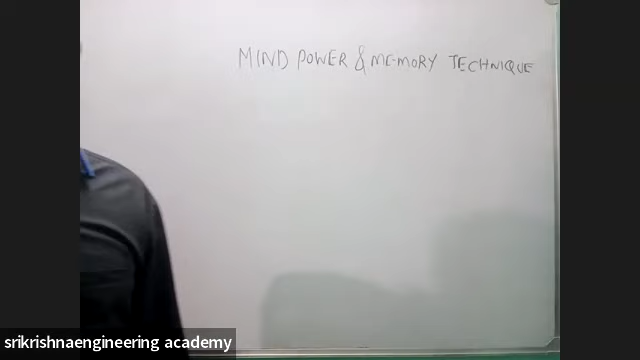 MIND POWER & MEMORY TECHNIQUE
srikrishnaengineering academy